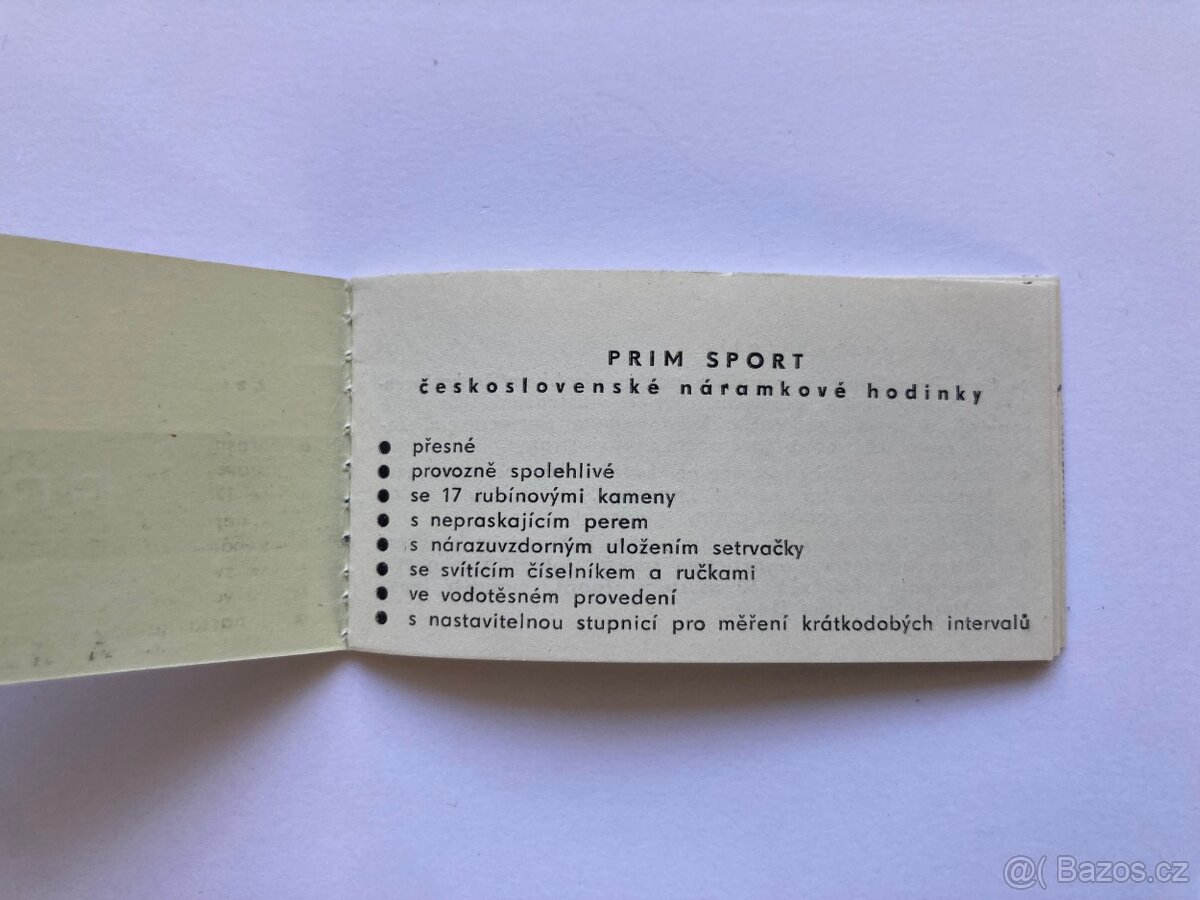 PRIM SPORT
československé náramkové hodinky
● přesné
● provozně spolehlivé
● se 17 rubínovými kameny
● s nepraskajícím perem
● s nárazuvzdorným uložením setrvačky
● se svítícím číselníkem a ručkami
● ve vodotěsném provedení
● s nastavitelnou stupnicí pro měření krátkodobých intervalů
@( Bazos.cz